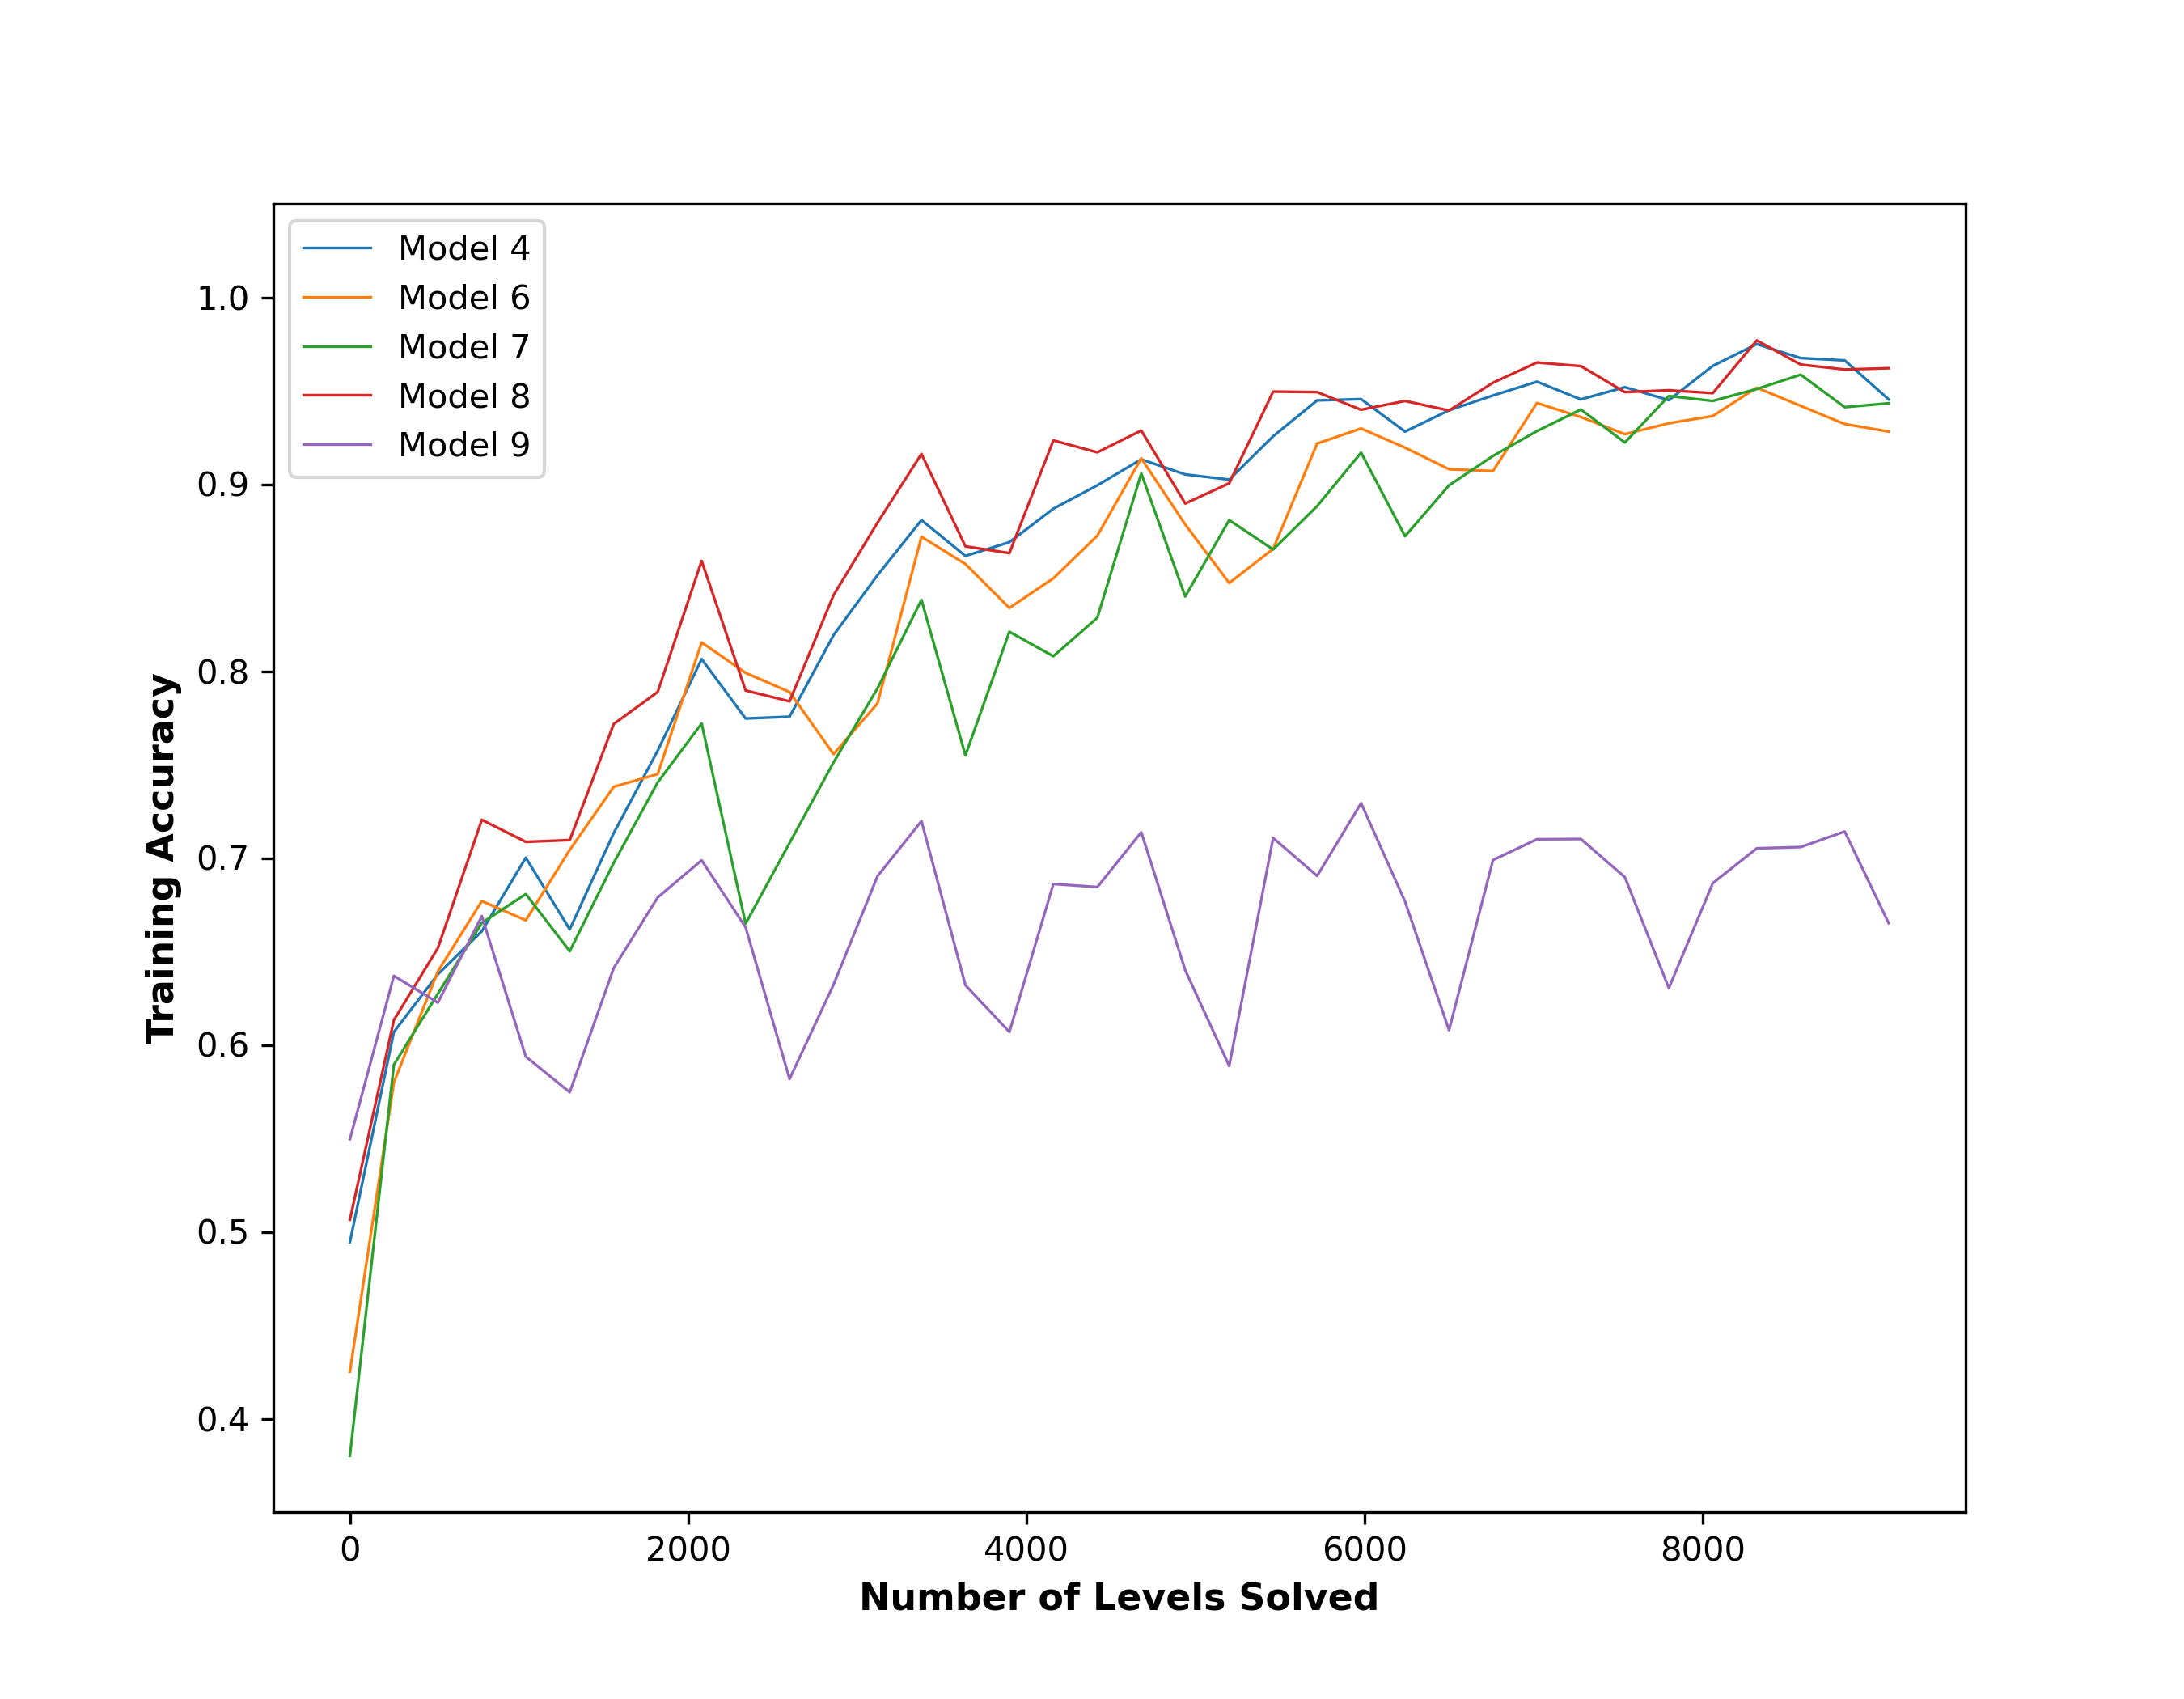 Model 4
Model 6
Model 7
Model 8
Model 9
1.0
0.9
0.8
0.7
0.6
0.5
0.4
Training Accuracy
0 2000 4000 6000 8000
Number of Levels Solved